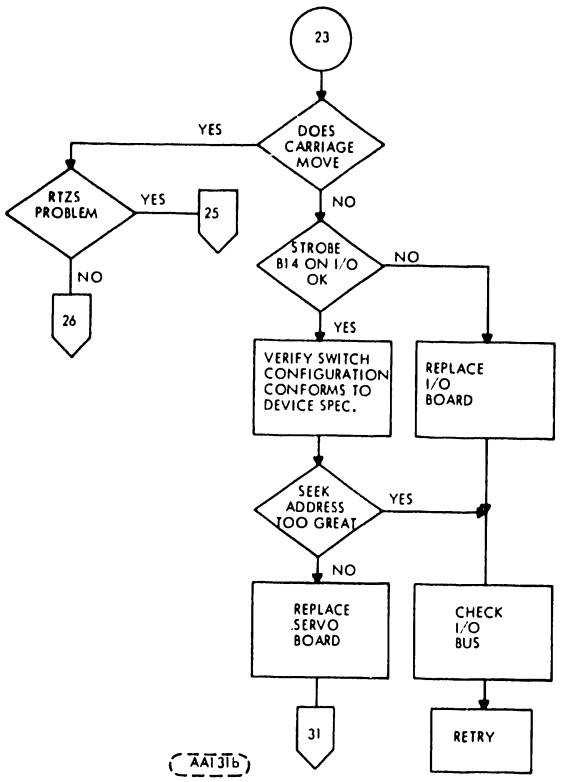 23
DOES
CARRIAGE
MOVE
YES
NO
RTZS
PROBLEM
YES
25
NO
26
STROBE
B14 ON I/O
OK
NO
YES
VERIFY SWITCH
CONFIGURATION
CONFORMS TO
DEVICE SPEC.
REPLACE
I/O
BOARD
SEEK
ADDRESS
TOO GREAT
YES
NO
REPLACE
SERVO
BOARD
CHECK
I/O
BUS
31
RETRY
AA131b